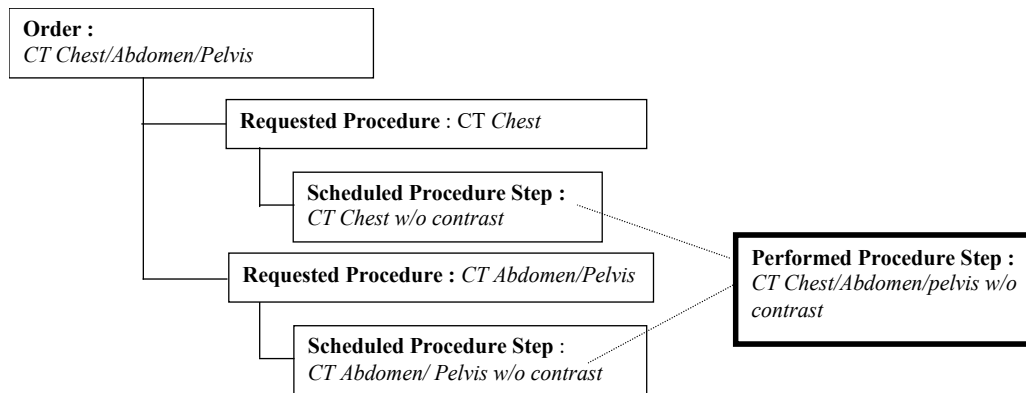 Order :
CT Chest/Abdomen/Pelvis
Requested Procedure : CT Chest
Scheduled Procedure Step :
CT Chest w/o contrast
Requested Procedure : CT Abdomen/Pelvis
Scheduled Procedure Step :
CT Abdomen/ Pelvis w/o contrast
Performed Procedure Step :
CT Chest/Abdomen/pelvis w/o
contrast